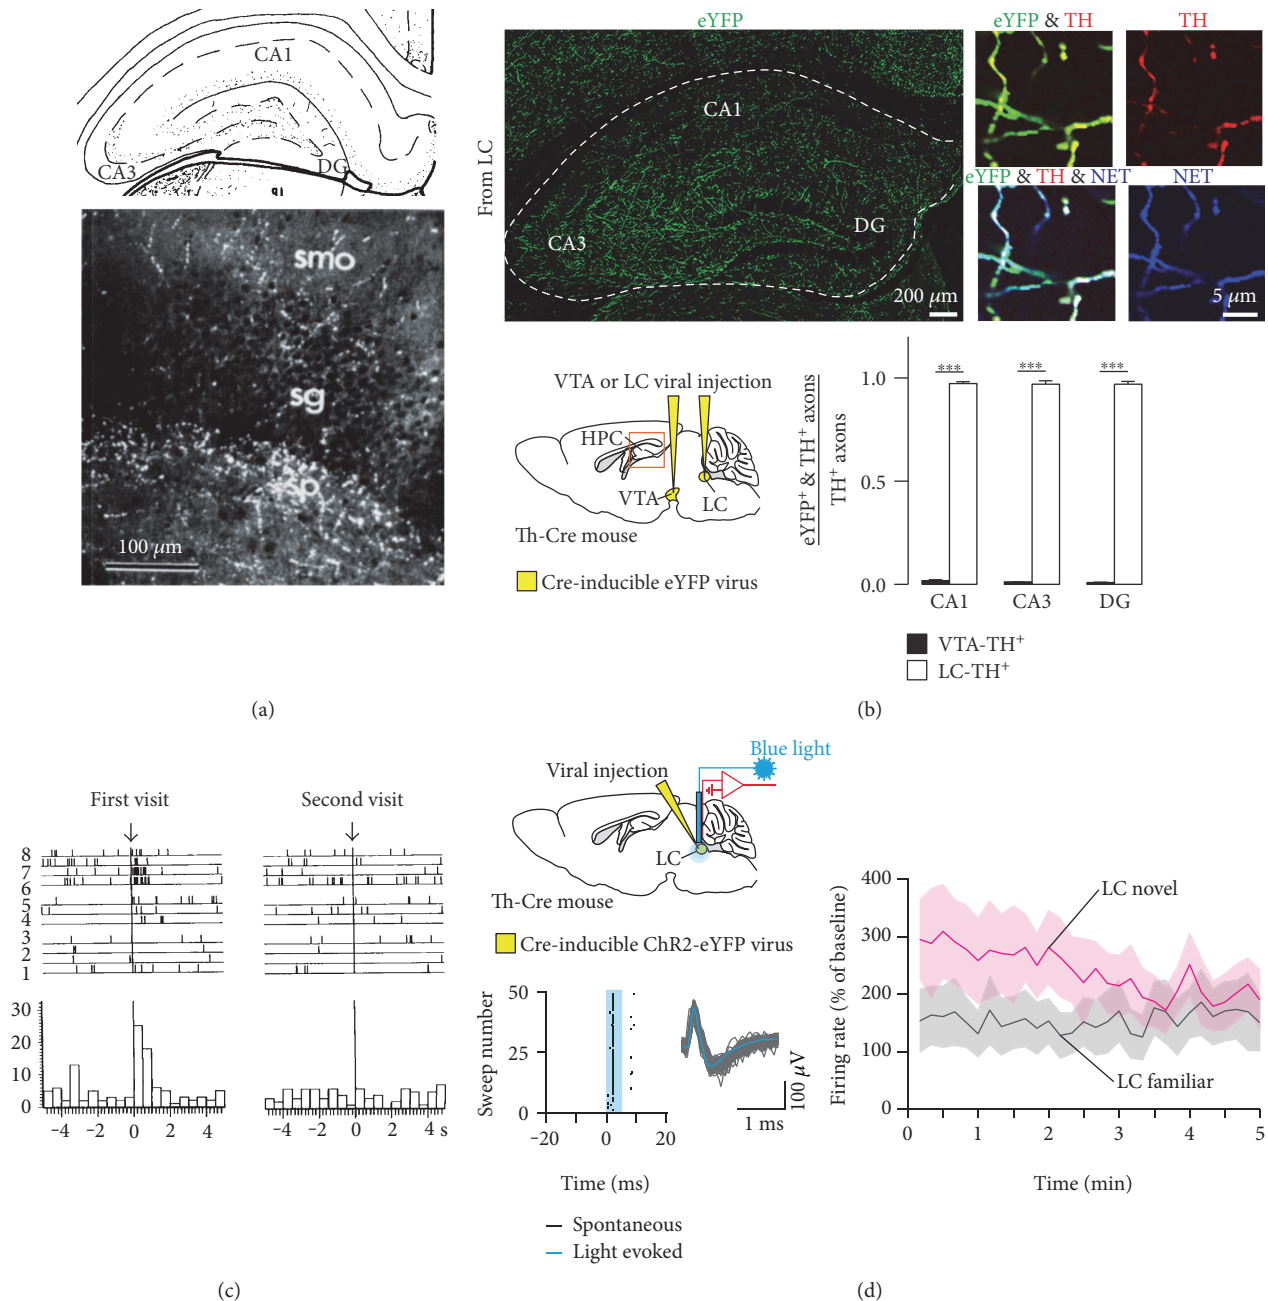 CA1
CA3
DG
smo
sg
sp
100 µm
(a)
eYFP
From LC
CA1
CA3
DG
200 µm
eYFP & TH
TH
eYFP & TH & NET
NET
5 µm
VTA or LC viral injection
HPC
VTA
LC
Th-Cre mouse
Cre-inducible eYFP virus
eYFP⁺ & TH⁺ axons
TH⁺ axons
1.0
0.5
0.0
*** *** ***
CA1 CA3 DG
VTA-TH⁺
LC-TH⁺
(b)
First visit
Second visit
8
7
6
5
4
3
2
1
30
20
10
0
−4 −2 0 2 4
−4 −2 0 2 4 s
(c)
Blue light
Viral injection
LC
Th-Cre mouse
Cre-inducible ChR2-eYFP virus
Sweep number
50
25
0
−20 0 20
Time (ms)
100 µV
1 ms
Spontaneous
Light evoked
Firing rate (% of baseline)
400
300
200
100
0
LC novel
LC familiar
0 1 2 3 4 5
Time (min)
(d)